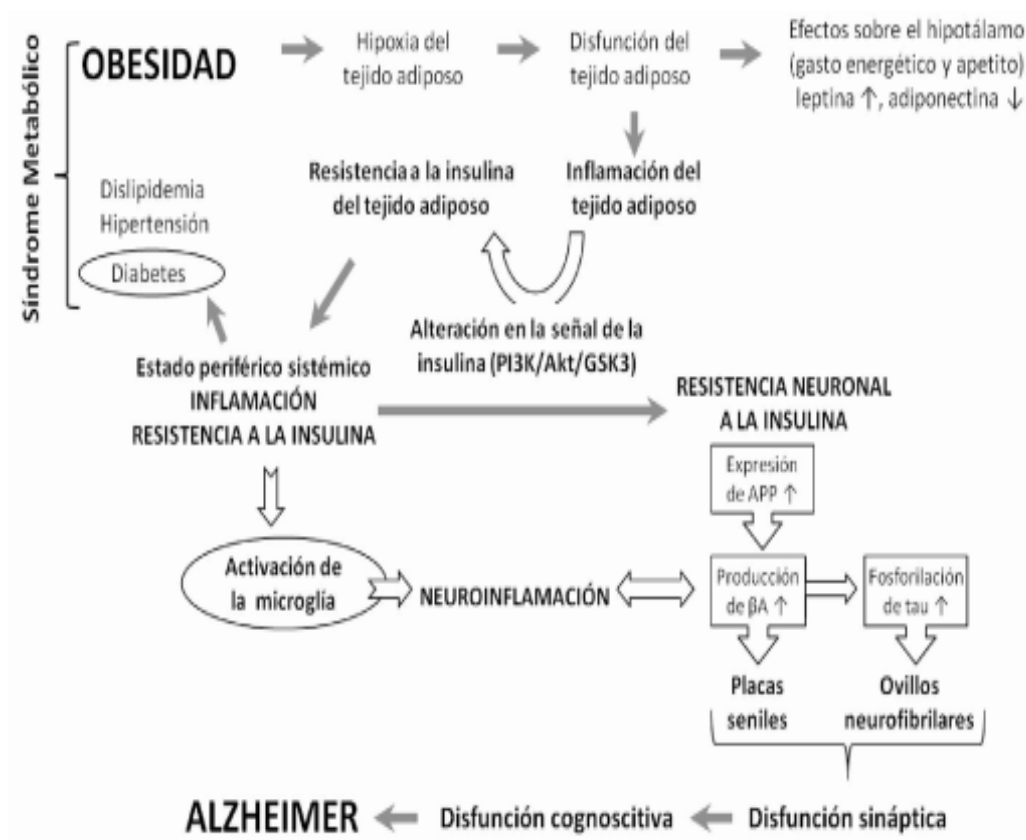 Síndrome Metabólico
OBESIDAD
Hipoxia del
tejido adiposo
Disfunción del
tejido adiposo
Efectos sobre el hipotálamo
(gasto energético y apetito)
leptina ↑, adiponectina ↓
Resistencia a la insulina
del tejido adiposo
Inflamación del
tejido adiposo
Dislipidemia
Hipertensión
Diabetes
Alteración en la señal de la
insulina (PI3K/Akt/GSK3)
Estado periférico sistémico
INFLAMACIÓN
RESISTENCIA A LA INSULINA
RESISTENCIA NEURONAL
A LA INSULINA
Expresión
de APP ↑
Activación de
la microglía
NEUROINFLAMACIÓN
Producción
de βA ↑
Fosforilación
de tau ↑
Placas
seniles
Ovillos
neurofibrilares
ALZHEIMER
Disfunción cognoscitiva
Disfunción sináptica